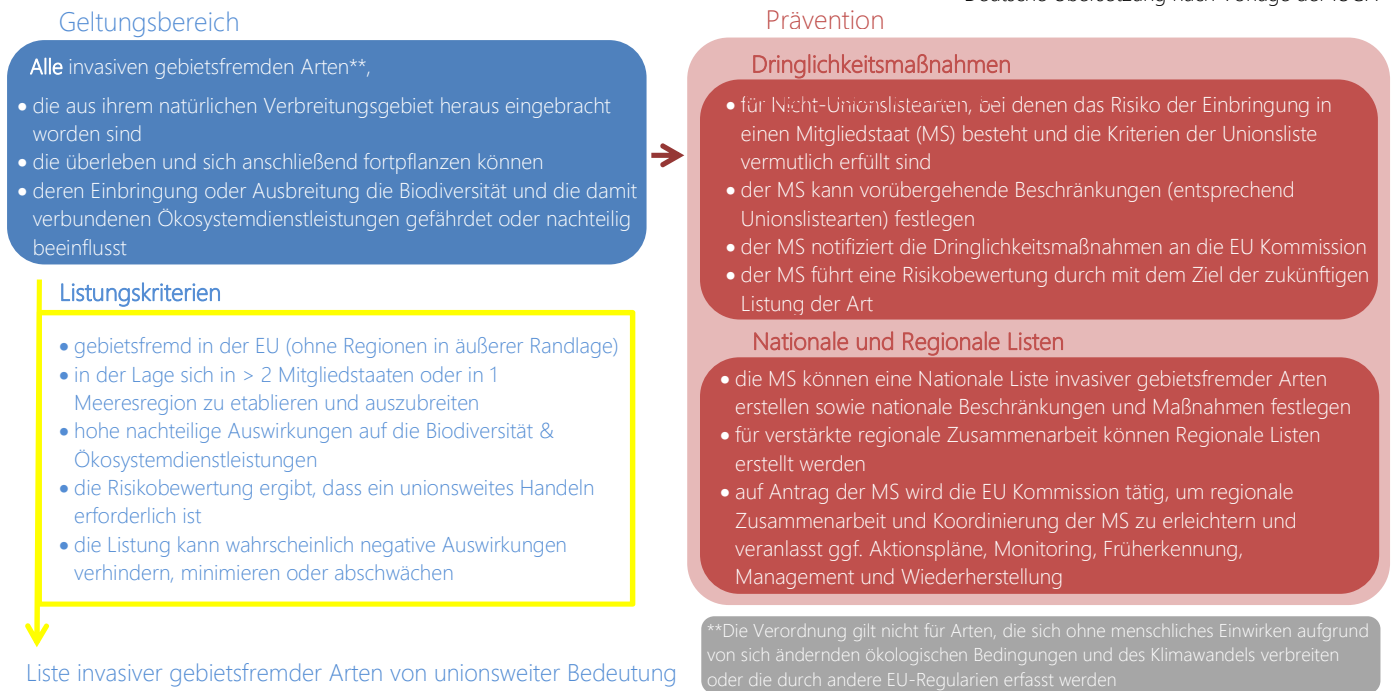 Deutsche Übersetzung nach Vorlage der IUCN
Geltungsbereich
Alle invasiven gebietsfremden Arten**,
• die aus ihrem natürlichen Verbreitungsgebiet heraus eingebracht
worden sind
• die überleben und sich anschließend fortpflanzen können
• deren Einbringung oder Ausbreitung die Biodiversität und die damit
verbundenen Ökosystemdienstleistungen gefährdet oder nachteilig
beeinflusst
Listungskriterien
• gebietsfremd in der EU (ohne Regionen in äußerer Randlage)
• in der Lage sich in > 2 Mitgliedstaaten oder in 1
Meeresregion zu etablieren und auszubreiten
• hohe nachteilige Auswirkungen auf die Biodiversität &
Ökosystemdienstleistungen
• die Risikobewertung ergibt, dass ein unionsweites Handeln
erforderlich ist
• die Listung kann wahrscheinlich negative Auswirkungen
verhindern, minimieren oder abschwächen
Liste invasiver gebietsfremder Arten von unionsweiter Bedeutung
Prävention
Dringlichkeitsmaßnahmen
• für Nicht-Unionslistearten, bei denen das Risiko der Einbringung in
einen Mitgliedstaat (MS) besteht und die Kriterien der Unionsliste
vermutlich erfüllt sind
• der MS kann vorübergehende Beschränkungen (entsprechend
Unionslistearten) festlegen
• der MS notifiziert die Dringlichkeitsmaßnahmen an die EU Kommission
• der MS führt eine Risikobewertung durch mit dem Ziel der zukünftigen
Listung der Art
Nationale und Regionale Listen
• die MS können eine Nationale Liste invasiver gebietsfremder Arten
erstellen sowie nationale Beschränkungen und Maßnahmen festlegen
• für verstärkte regionale Zusammenarbeit können Regionale Listen
erstellt werden
• auf Antrag der MS wird die EU Kommission tätig, um regionale
Zusammenarbeit und Koordinierung der MS zu erleichtern und
veranlasst ggf. Aktionspläne, Monitoring, Früherkennung,
Management und Wiederherstellung
**Die Verordnung gilt nicht für Arten, die sich ohne menschliches Einwirken aufgrund
von sich ändernden ökologischen Bedingungen und des Klimawandels verbreiten
oder die durch andere EU-Regularien erfasst werden